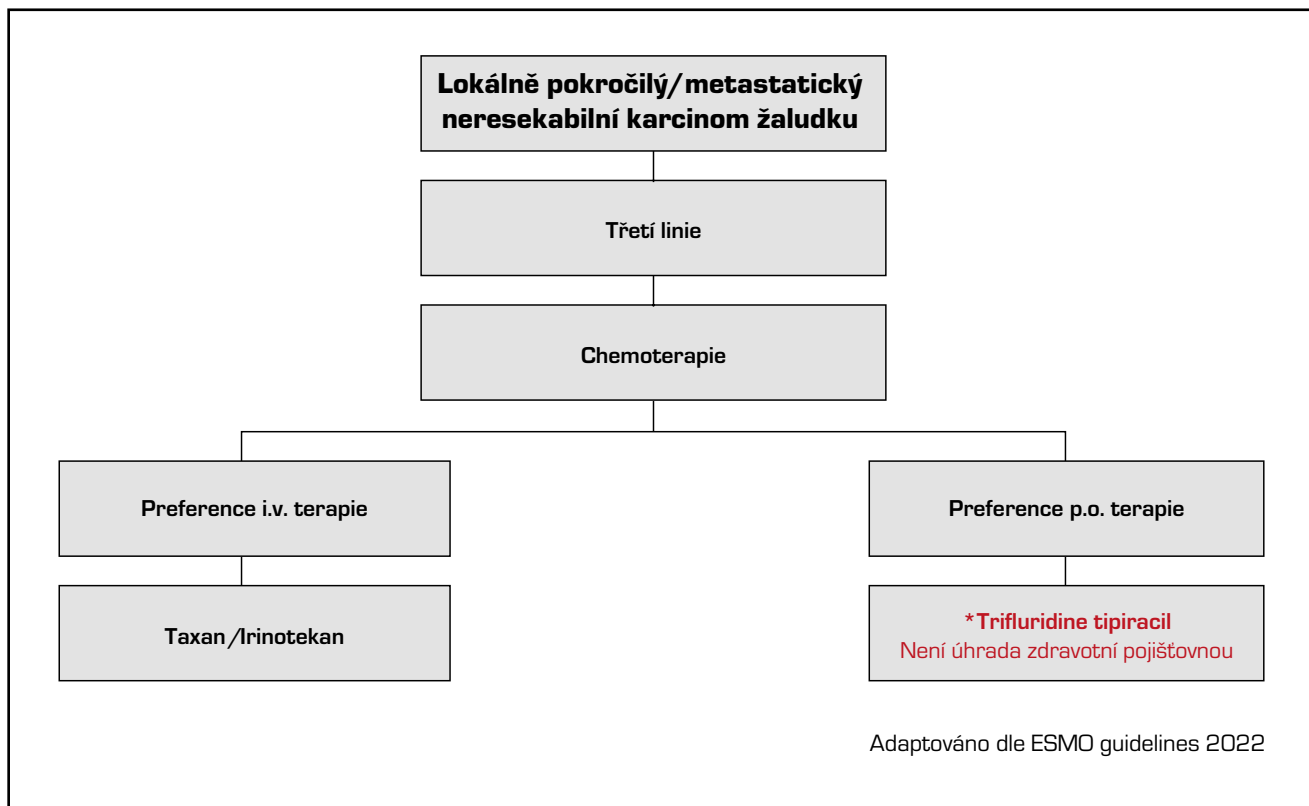 Lokálně pokročilý/metastatický
neresekabilní karcinom žaludku
Třetí linie
Chemoterapie
Preference i.v. terapie
Preference p.o. terapie
Taxan/Irinotekan
*Trifluridine tipiracil
Není úhrada zdravotní pojišťovnou
Adaptováno dle ESMO guidelines 2022